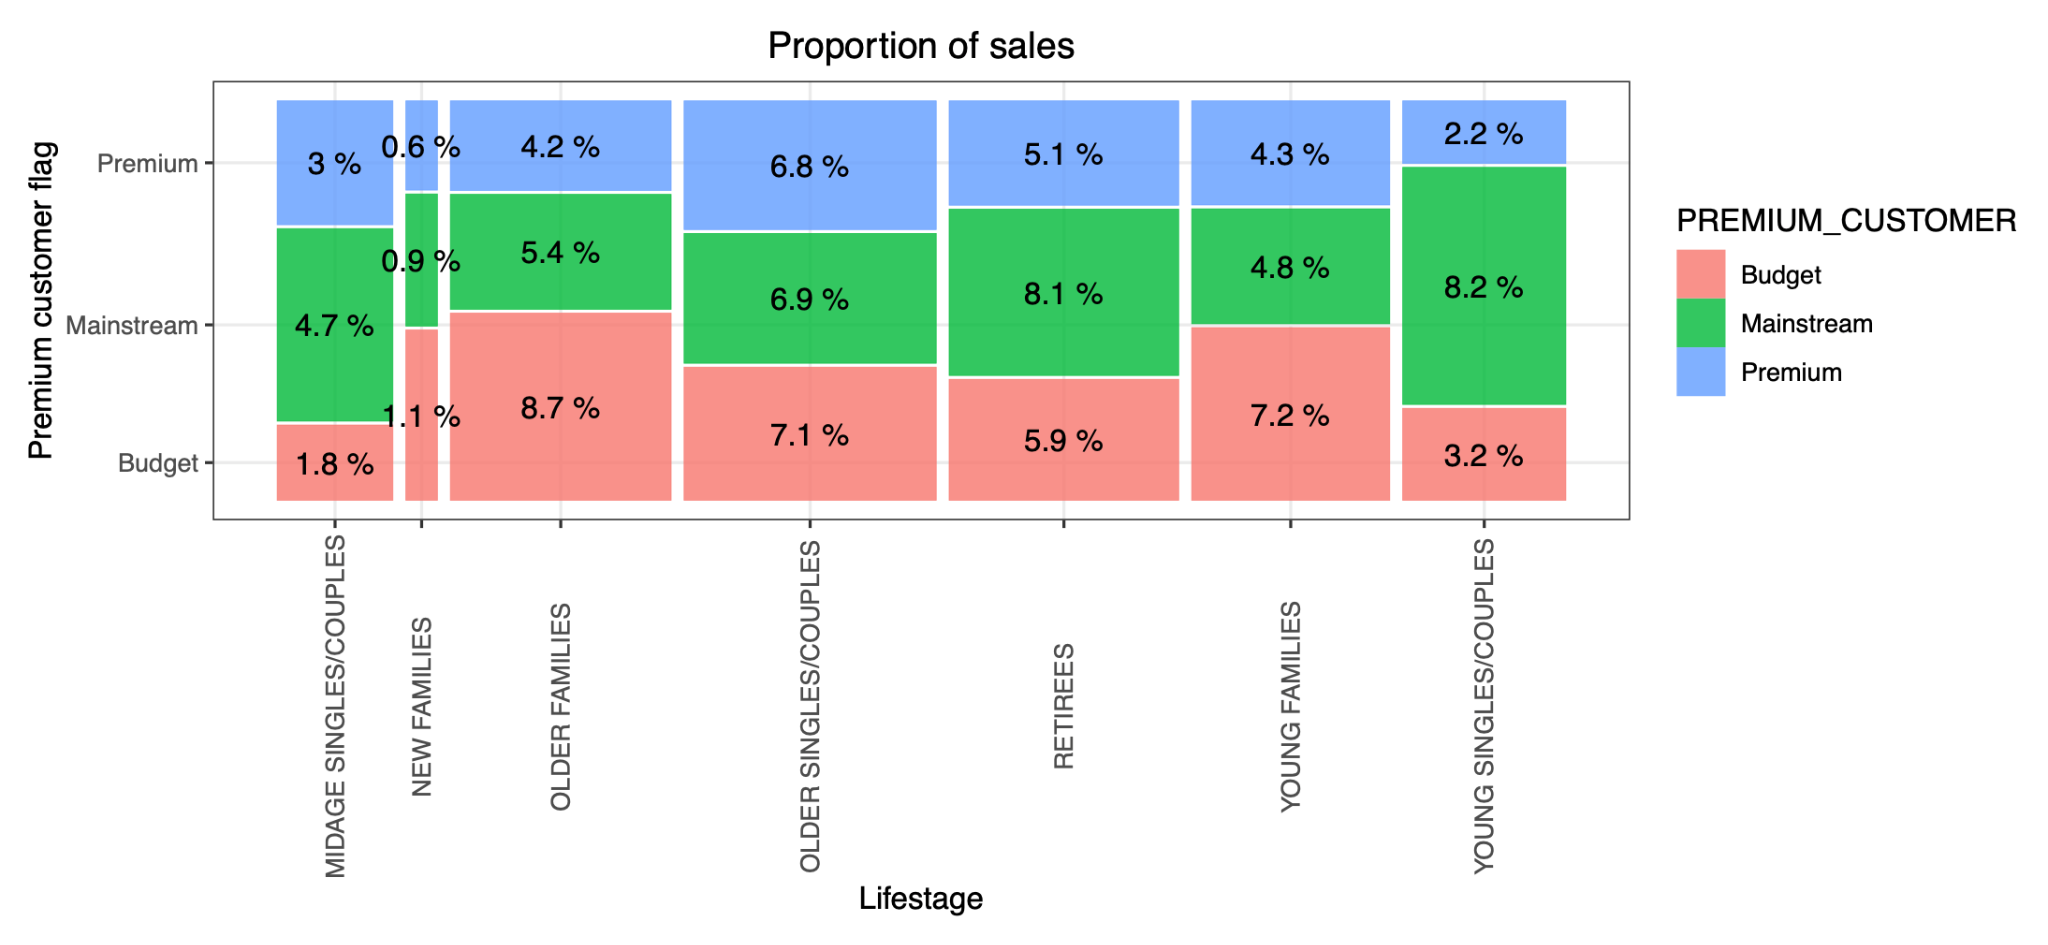 Proportion of sales
Premium customer flag
Premium
Mainstream
Budget
3 %
0.6 %
4.2 %
6.8 %
5.1 %
4.3 %
2.2 %
4.7 %
0.9 %
5.4 %
6.9 %
8.1 %
4.8 %
8.2 %
1.8 %
1.1 %
8.7 %
7.1 %
5.9 %
7.2 %
3.2 %
MIDAGE SINGLES/COUPLES
NEW FAMILIES
OLDER FAMILIES
OLDER SINGLES/COUPLES
RETIREES
YOUNG FAMILIES
YOUNG SINGLES/COUPLES
Lifestage
PREMIUM_CUSTOMER
Budget
Mainstream
Premium